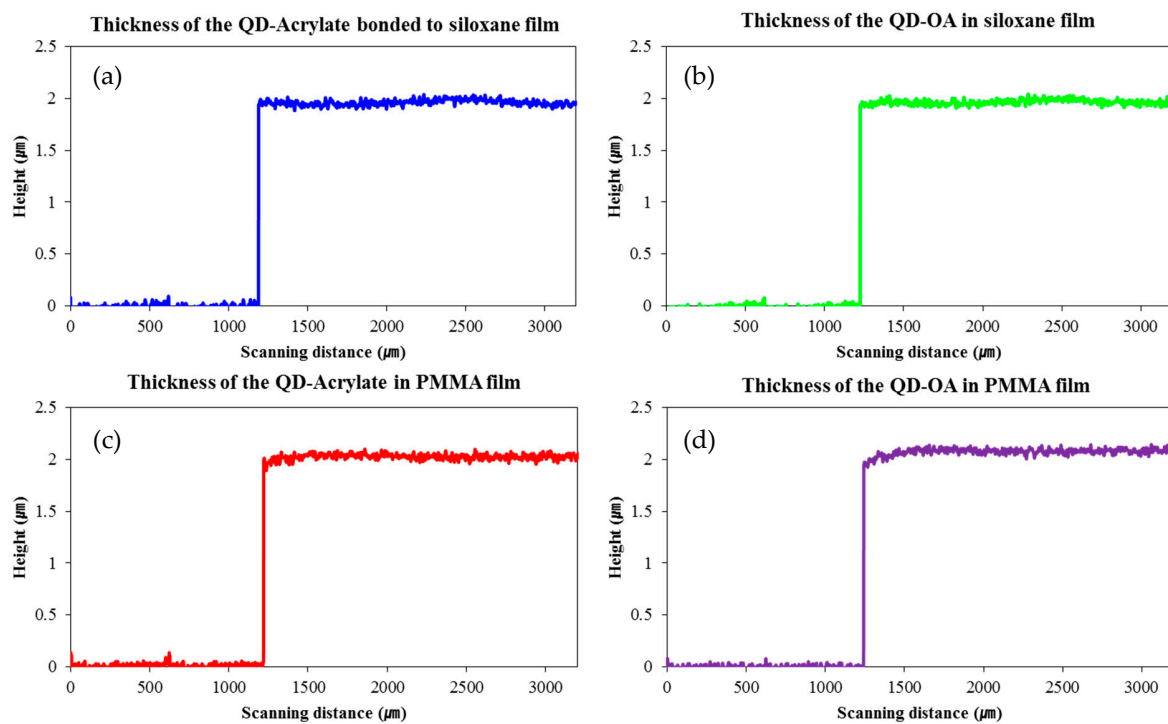 Thickness of the QD-Acrylate bonded to siloxane film
2.5
2
1.5
1
0.5
0
Height (㎛)
(a)
0 500 1000 1500 2000 2500 3000
Scanning distance (㎛)
Thickness of the QD-OA in siloxane film
2.5
2
1.5
1
0.5
0
Height (㎛)
(b)
0 500 1000 1500 2000 2500 3000
Scanning distance (㎛)
Thickness of the QD-Acrylate in PMMA film
2.5
2
1.5
1
0.5
0
Height (㎛)
(c)
0 500 1000 1500 2000 2500 3000
Scanning distance (㎛)
Thickness of the QD-OA in PMMA film
2.5
2
1.5
1
0.5
0
Height (㎛)
(d)
0 500 1000 1500 2000 2500 3000
Scanning distance (㎛)